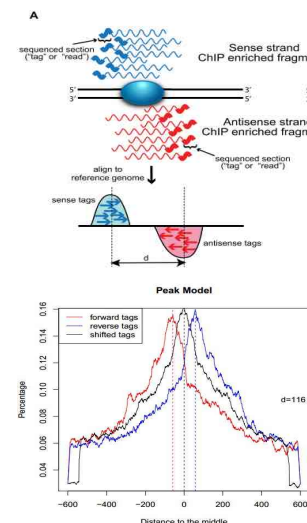 A
sequenced section
("tag" or "read")
Sense strand
ChIP enriched fragm
5′ 3′
3′ 5′
Antisense strand
ChIP enriched fragm
sequenced section
("tag" or "read")
align to
reference genome
sense tags
antisense tags
d
Peak Model
forward tags
reverse tags
shifted tags
d=116
Percentage
0.04 0.06 0.08 0.10 0.12 0.14 0.16
−600 −400 −200 0 200 400 600
Distance to the middle